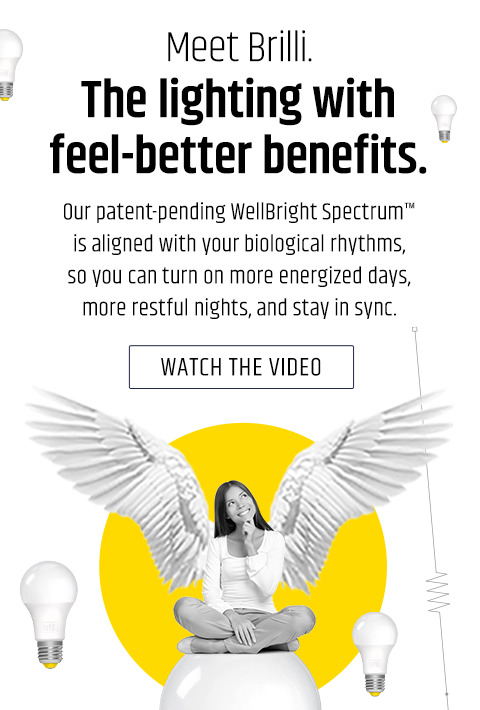 Meet Brilli.
The lighting with
feel-better benefits.
Our patent-pending WellBright Spectrum™
is aligned with your biological rhythms,
so you can turn on more energized days,
more restful nights, and stay in sync.
WATCH THE VIDEO